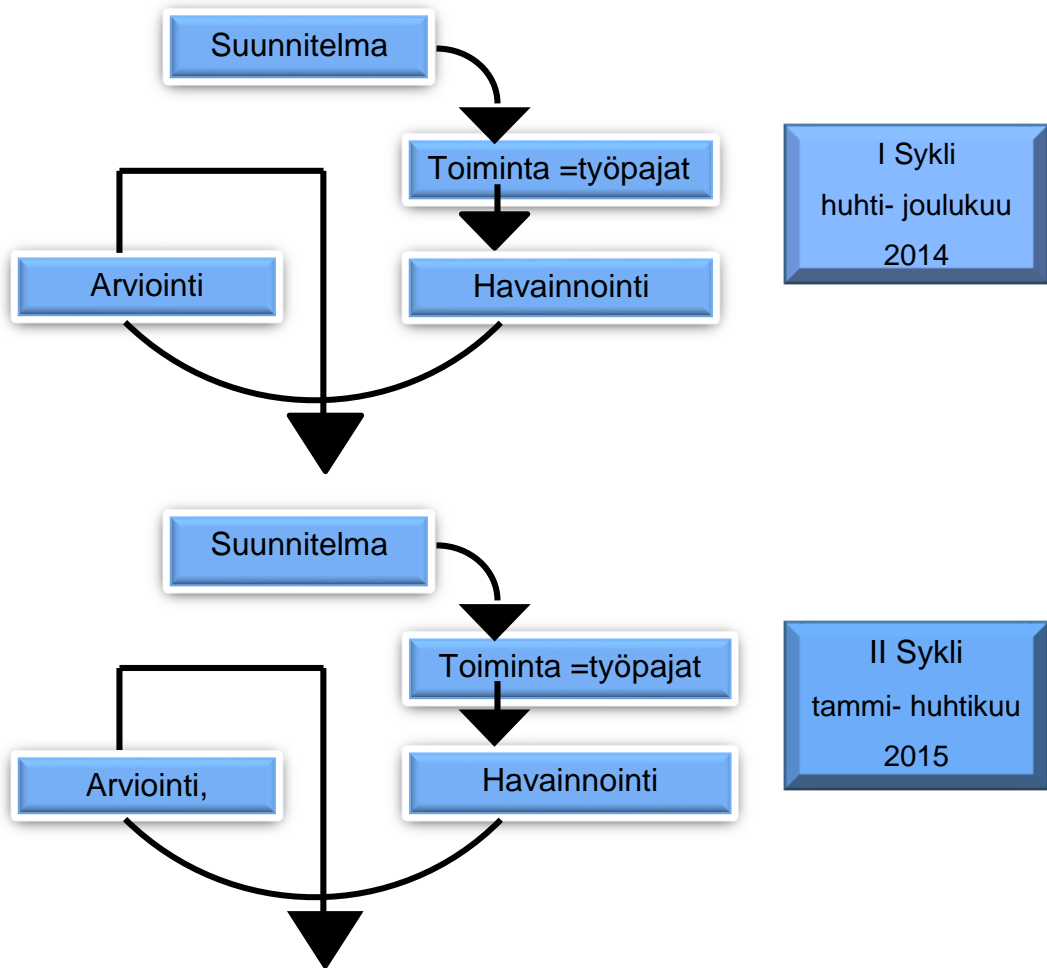 Suunnitelma
Toiminta =työpajat
Arviointi
Havainnointi
I Sykli
huhti- joulukuu
2014
Suunnitelma
Toiminta =työpajat
Arviointi,
Havainnointi
II Sykli
tammi- huhtikuu
2015